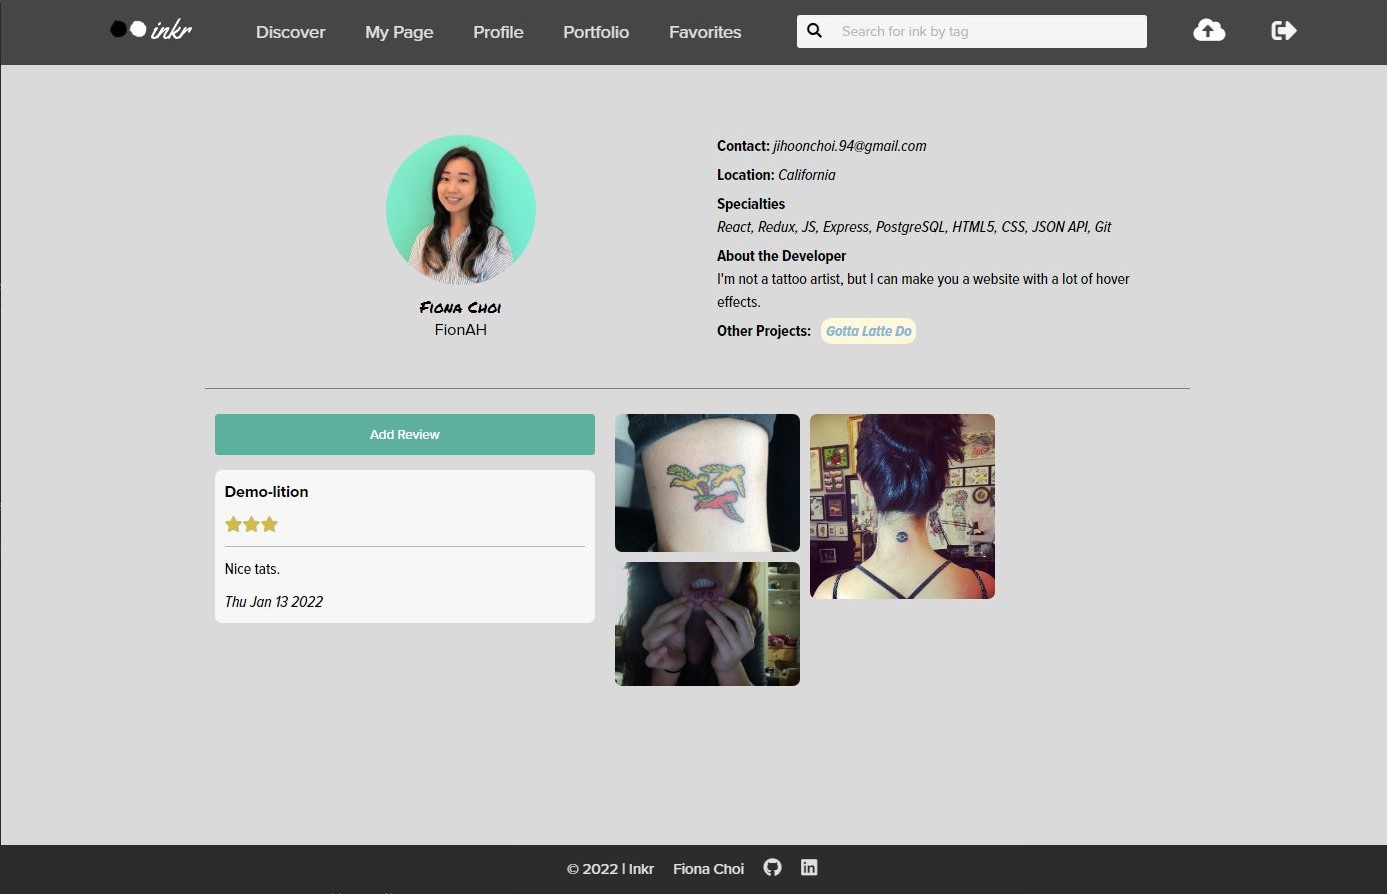 inkr
Discover
My Page
Profile
Portfolio
Favorites
Search for ink by tag
Fiona Choi
FionAH
Contact: jihoonchoi.94@gmail.com
Location: California
Specialties
React, Redux, JS, Express, PostgreSQL, HTML5, CSS, JSON API, Git
About the Developer
I'm not a tattoo artist, but I can make you a website with a lot of hover
effects.
Other Projects: Gotta Latte Do
Add Review
Demo-lition
Nice tats.
Thu Jan 13 2022
© 2022 | Inkr Fiona Choi